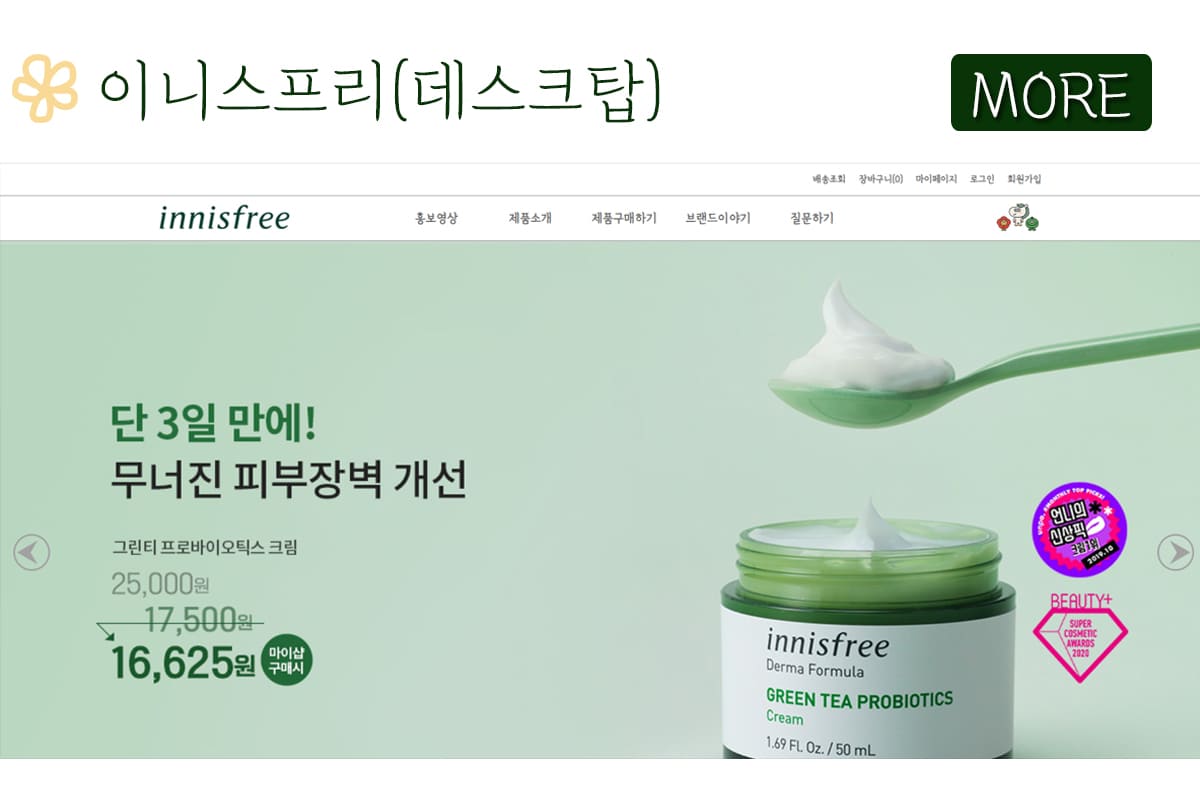 이니스프리(데스크탑)
MORE
배송조회 장바구니(0) 마이페이지 로그인 회원가입
innisfree
홍보영상 제품소개 제품구매하기 브랜드이야기 질문하기
단 3일 만에!
무너진 피부장벽 개선
그린티 프로바이오틱스 크림
25,000원
17,500원
16,625원
마이샵
구매시
언니의
신상픽
크림1위
2019.10
BEAUTY+
SUPER
COSMETIC
AWARDS
2020
innisfree
Derma Formula
GREEN TEA PROBIOTICS
Cream
1.69 FL. Oz. / 50 mL